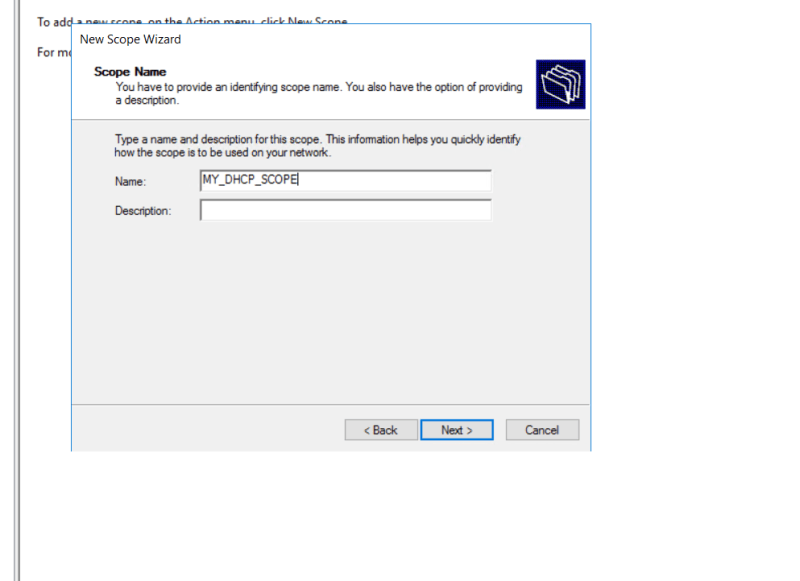 To add a new scope, on the Action menu, click New Scope
For mo
New Scope Wizard
Scope Name
You have to provide an identifying scope name. You also have the option of providing
a description.
Type a name and description for this scope. This information helps you quickly identify
how the scope is to be used on your network.
Name:
MY_DHCP_SCOPE
Description:
< Back
Next >
Cancel